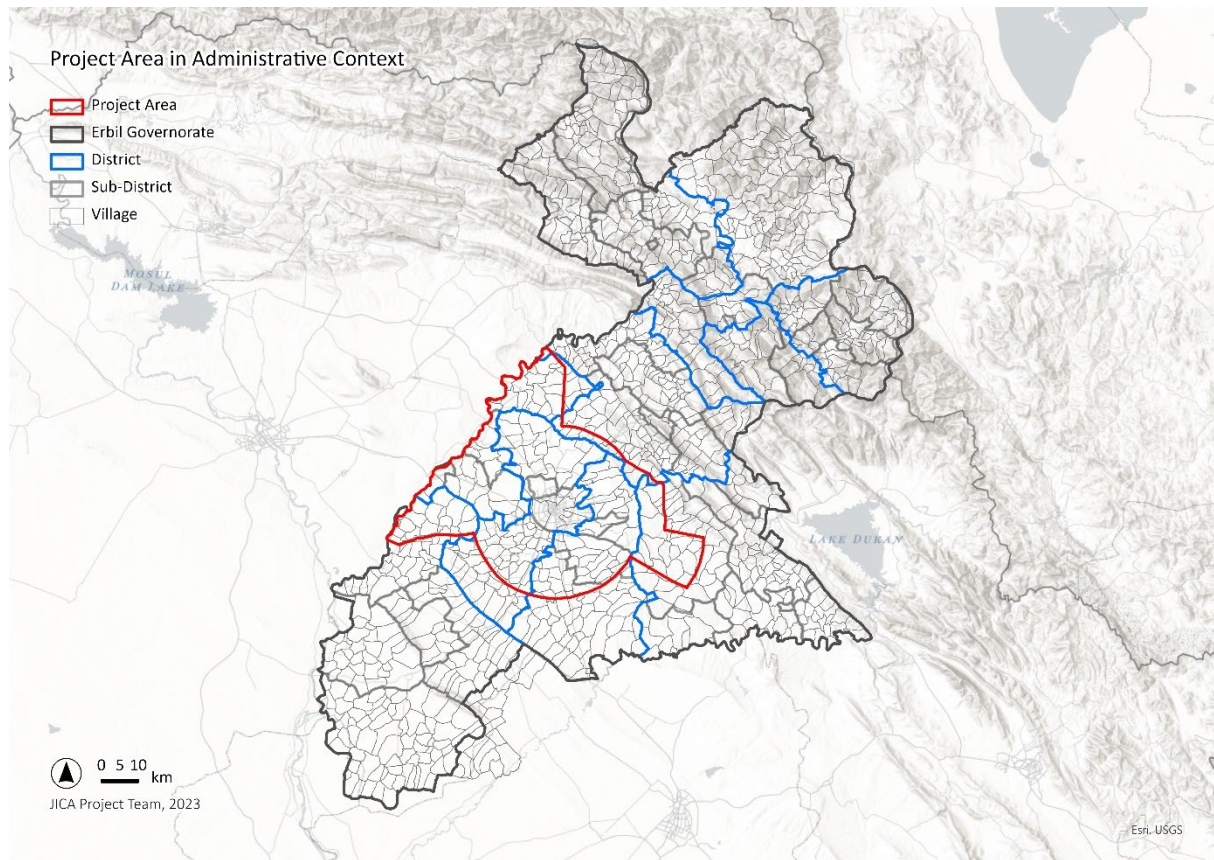 Project Area in Administrative Context
Project Area
Erbil Governorate
District
Sub-District
Village
MOSUL
DAM LAKE
LAKE DUKAN
0 5 10
km
JICA Project Team, 2023
Esri, USGS